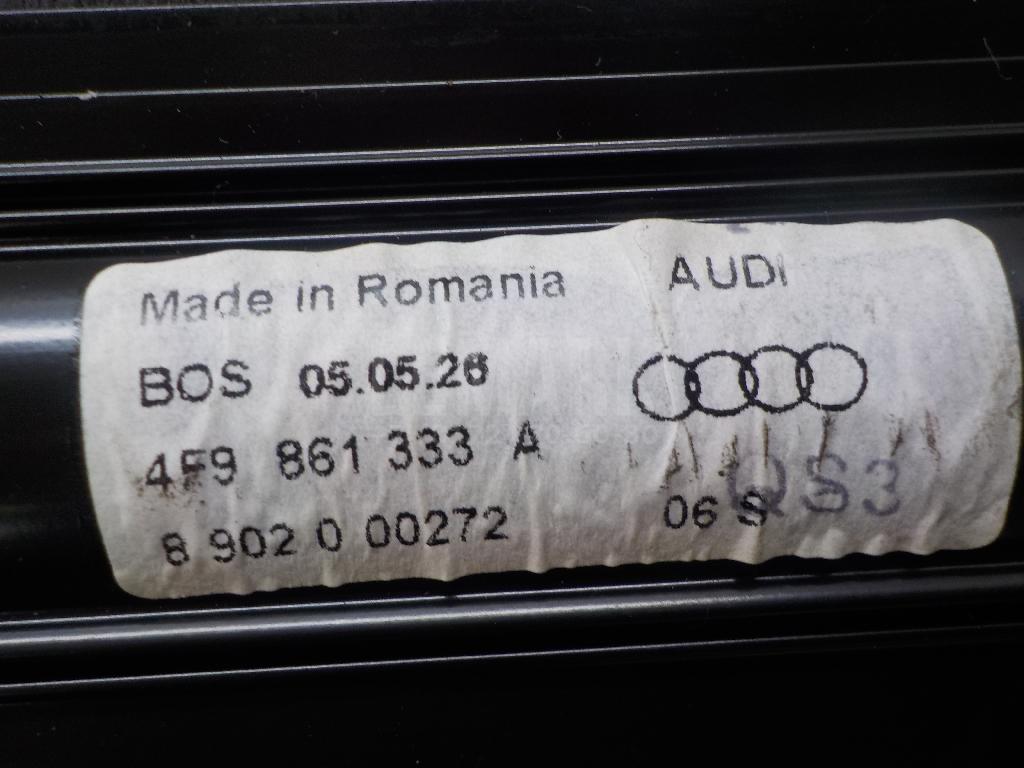 Made in Romania AUDI
BOS 05.05.26
4F9 861 333 A
QS3
8 902 0 00272 06 S